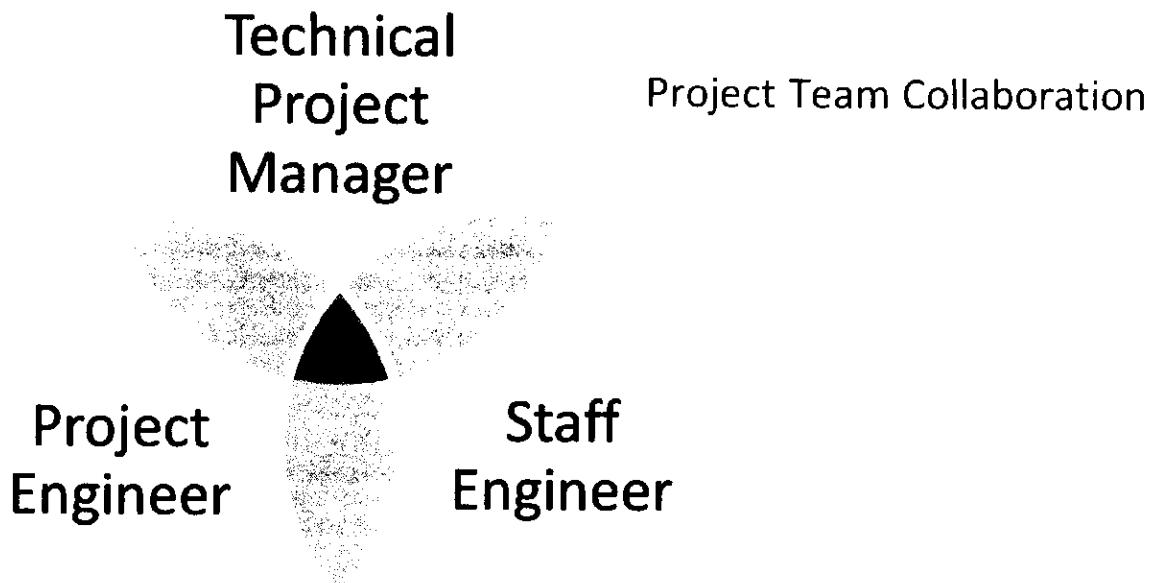 Technical
Project
Manager
Project Team Collaboration
Project
Engineer
Staff
Engineer